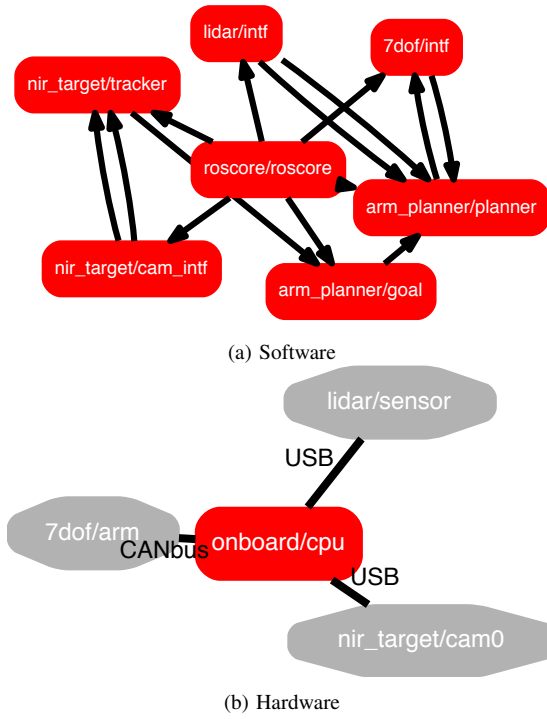 lidar/intf
7dof/intf
nir_target/tracker
roscore/roscore
arm_planner/planner
nir_target/cam_intf
arm_planner/goal
(a) Software
lidar/sensor
USB
7dof/arm
CANbus
onboard/cpu
USB
nir_target/cam0
(b) Hardware